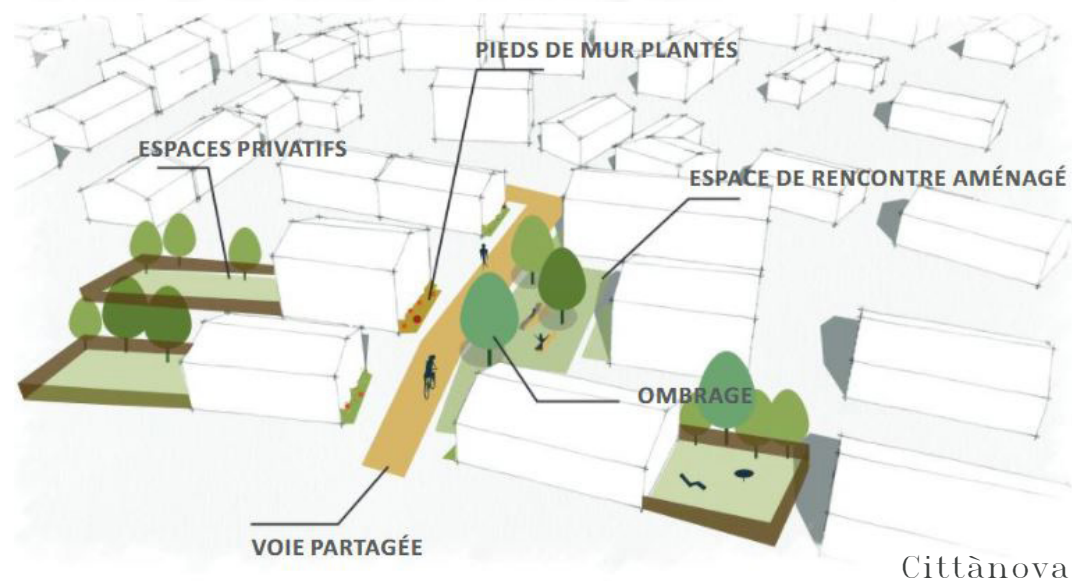 PIEDS DE MUR PLANTÉS
ESPACES PRIVATIFS
ESPACE DE RENCONTRE AMÉNAGÉ
OMBRAGE
VOIE PARTAGÉE
Cittànova